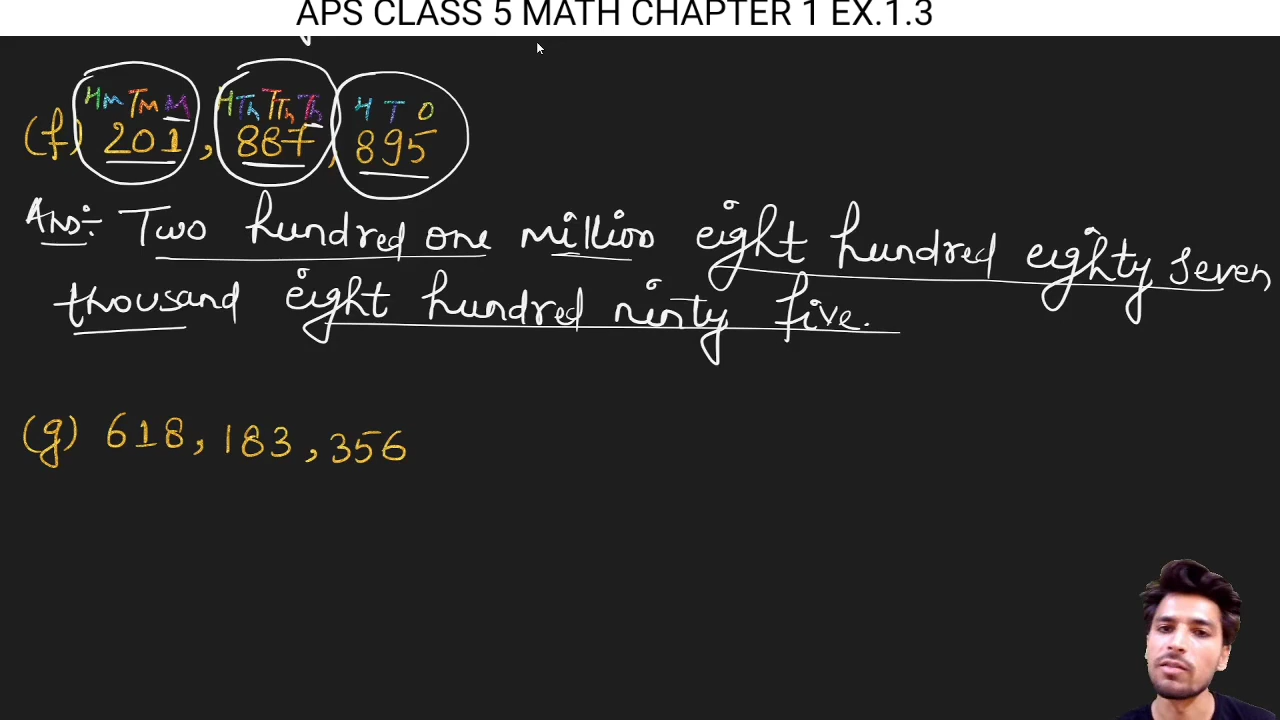 APS CLASS 5 MATH CHAPTER 1 EX.1.3
HM TM M HTh TTh Th H T O
(f) 201, 887, 895
Ans:- Two hundred one million eight hundred eighty seven
thousand eight hundred ninty five.
(g) 618, 183, 356